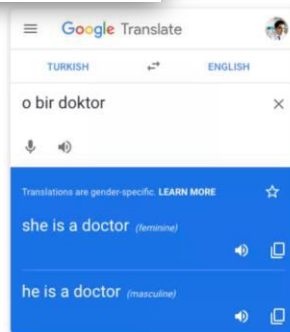 Google Translate
TURKISH ENGLISH
o bir doktor
Translations are gender-specific. LEARN MORE
she is a doctor (feminine)
he is a doctor (masculine)